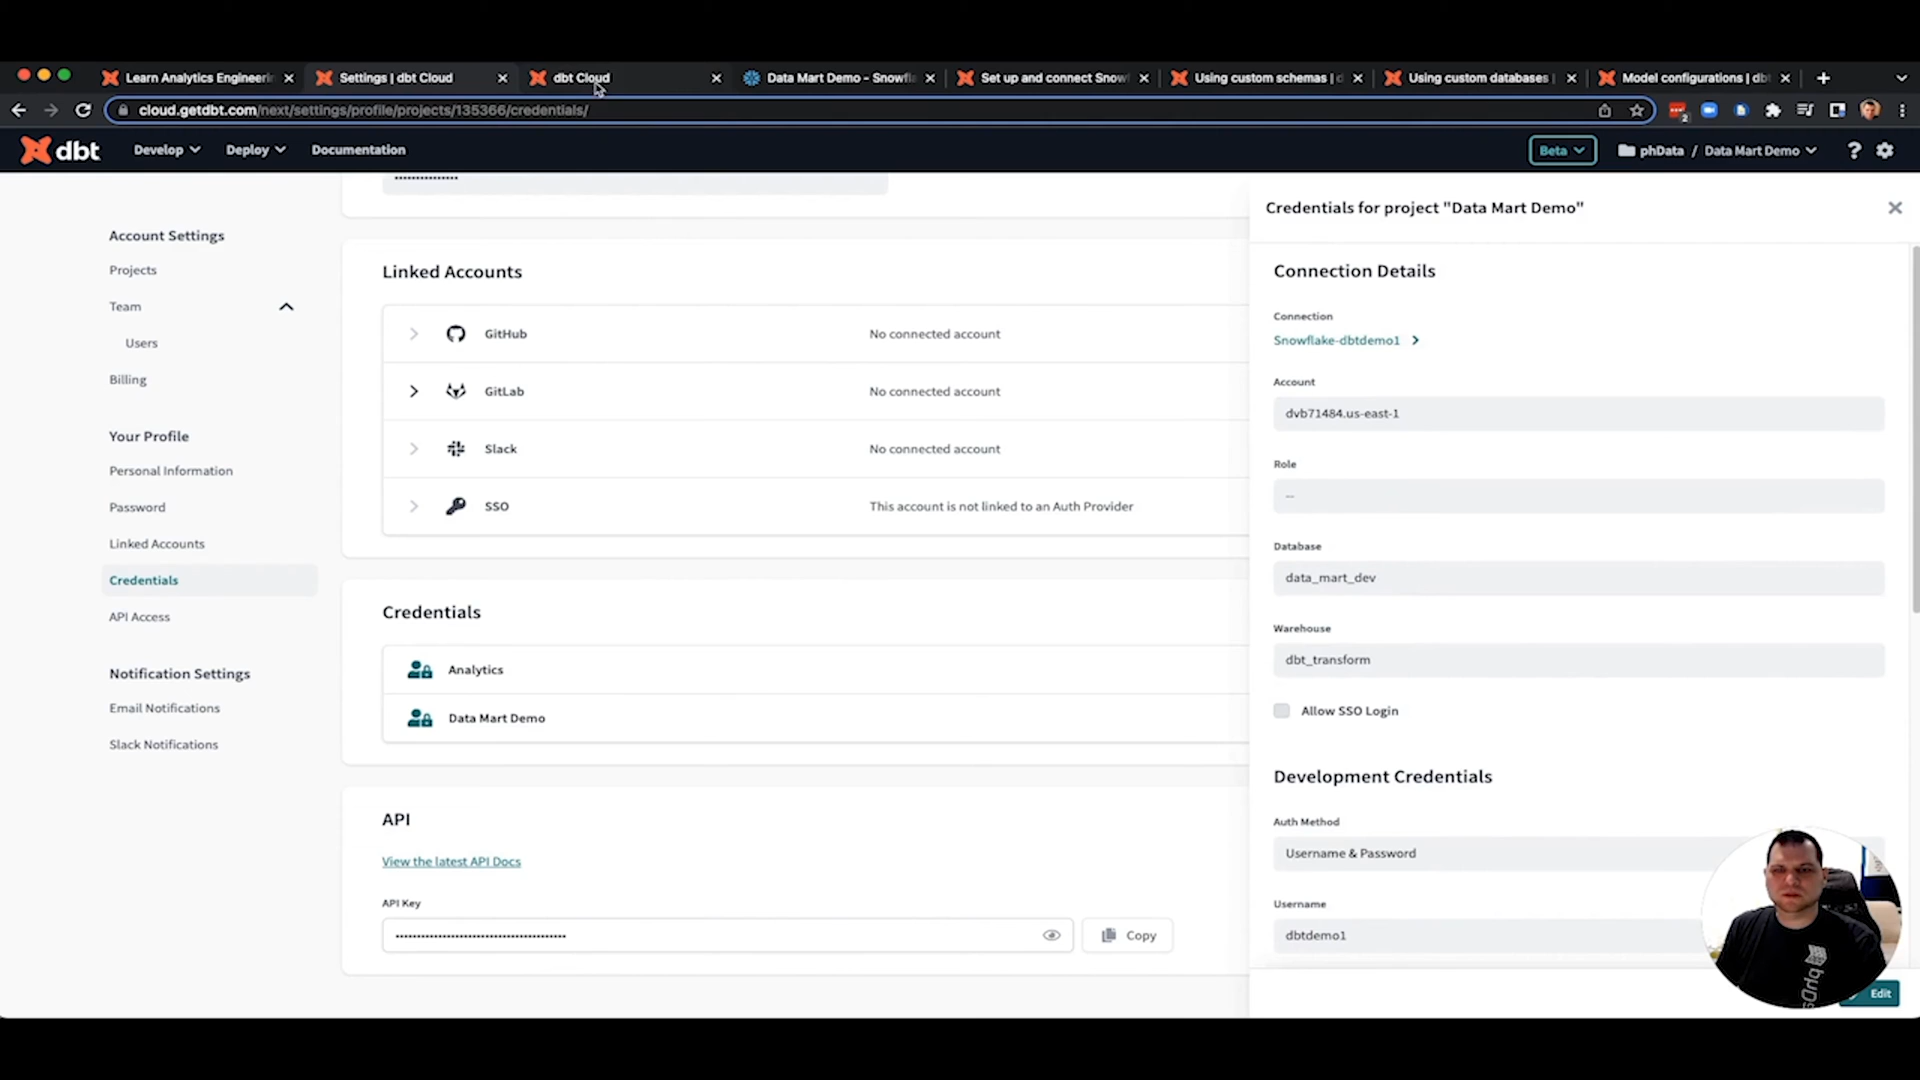 Learn Analytics Engineerin
Settings | dbt Cloud
dbt Cloud
Data Mart Demo – Snowfla
Set up and connect Snow
Using custom schemas | d
Using custom databases
Model configurations | dbt
cloud.getdbt.com/next/settings/profile/projects/135366/credentials/
2
dbt
Develop
Deploy
Documentation
Beta
phData / Data Mart Demo
?
Account Settings
Projects
Team
Users
Billing
Your Profile
Personal Information
Password
Linked Accounts
Credentials
API Access
Notification Settings
Email Notifications
Slack Notifications
Linked Accounts
GitHub
No connected account
GitLab
No connected account
Slack
No connected account
SSO
This account is not linked to an Auth Provider
Credentials
Analytics
Data Mart Demo
API
View the latest API Docs
API Key
Copy
Credentials for project "Data Mart Demo"
Connection Details
Connection
Snowflake-dbtdemo1
Account
dvb71484.us-east-1
Role
--
Database
data_mart_dev
Warehouse
dbt_transform
Allow SSO Login
Development Credentials
Auth Method
Username & Password
Username
dbtdemo1
Edit